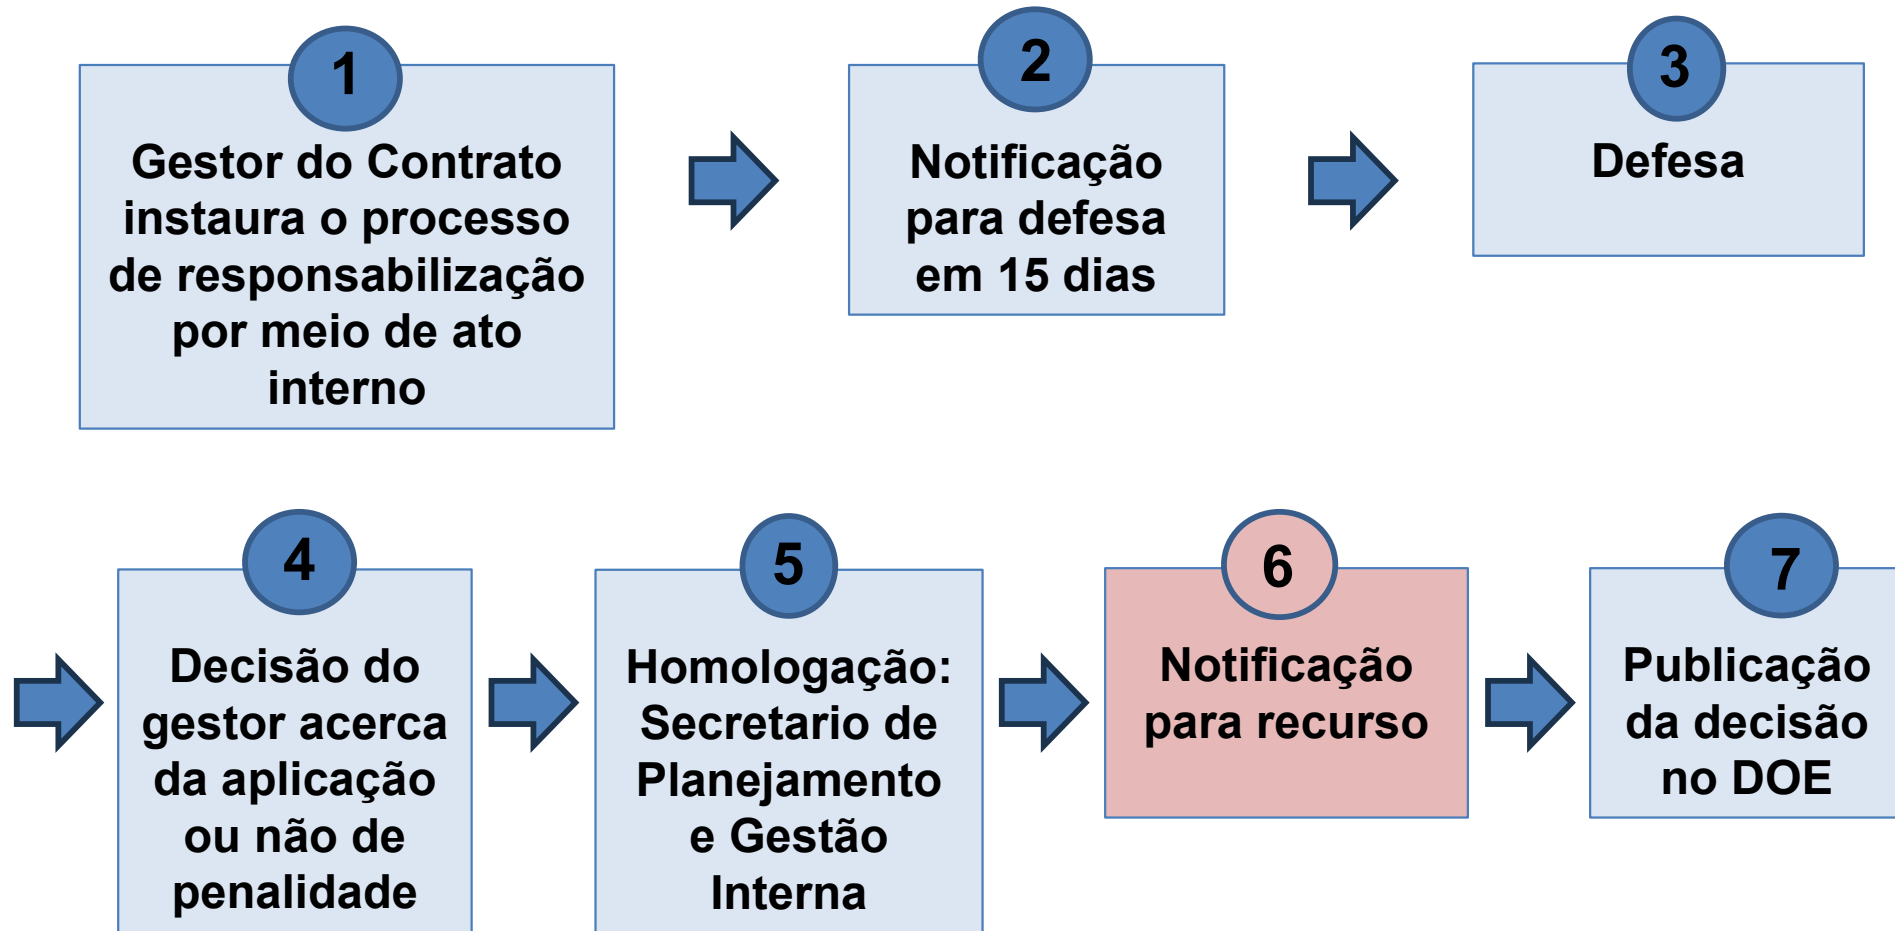 1
Gestor do Contrato
instaura o processo
de responsabilização
por meio de ato
interno
2
Notificação
para defesa
em 15 dias
3
Defesa
4
Decisão do
gestor acerca
da aplicação
ou não de
penalidade
5
Homologação:
Secretario de
Planejamento
e Gestão
Interna
6
Notificação
para recurso
7
Publicação
da decisão
no DOE